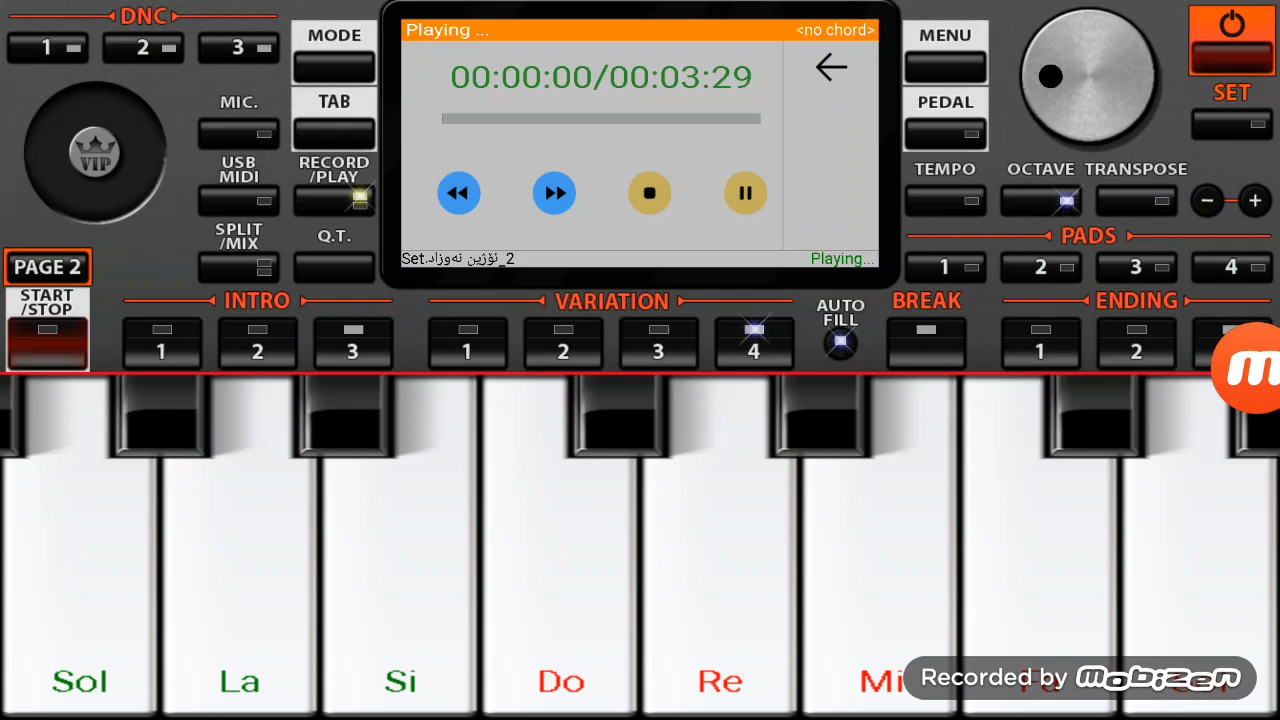 DNC
1
2
3
MODE
TAB
MIC.
USB
MIDI
RECORD
/PLAY
SPLIT
/MIX
Q.T.
VIP
PAGE 2
START
/STOP
Playing ...
<no chord>
00:00:00/00:03:29
Set.ئۆژین نەوزاد_2
Playing...
MENU
PEDAL
SET
TEMPO
OCTAVE
TRANSPOSE
-
+
PADS
1
2
3
4
INTRO
1
2
3
VARIATION
1
2
3
4
AUTO
FILL
BREAK
ENDING
1
2
m
Sol
La
Si
Do
Re
Mi
Recorded by mobizen